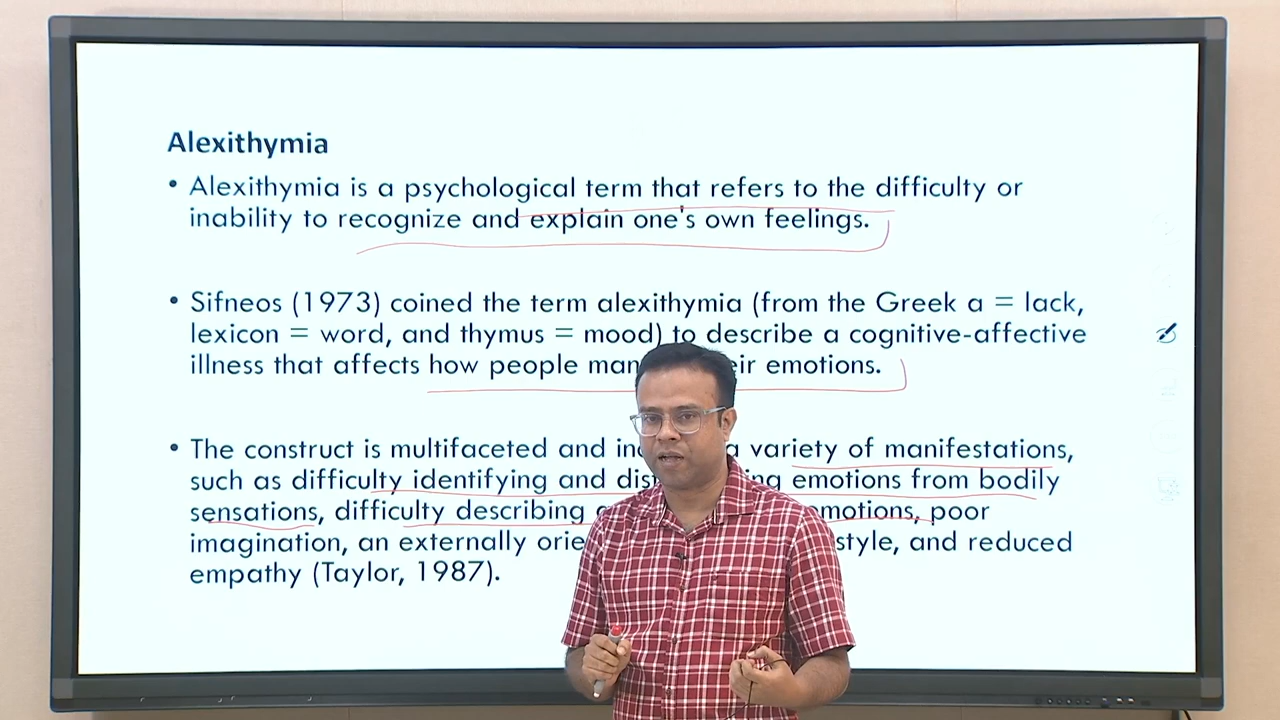 Alexithymia
• Alexithymia is a psychological term that refers to the difficulty or
inability to recognize and explain one's own feelings.
• Sifneos (1973) coined the term alexithymia (from the Greek a = lack,
lexicon = word, and thymus = mood) to describe a cognitive-affective
illness that affects how people their emotions.
• The construct is multifaceted and a variety of manifestations,
such as difficulty identifying and emotions from bodily
sensations, difficulty describing emotions, poor
imagination, an externally style, and reduced
empathy (Taylor, 1987).